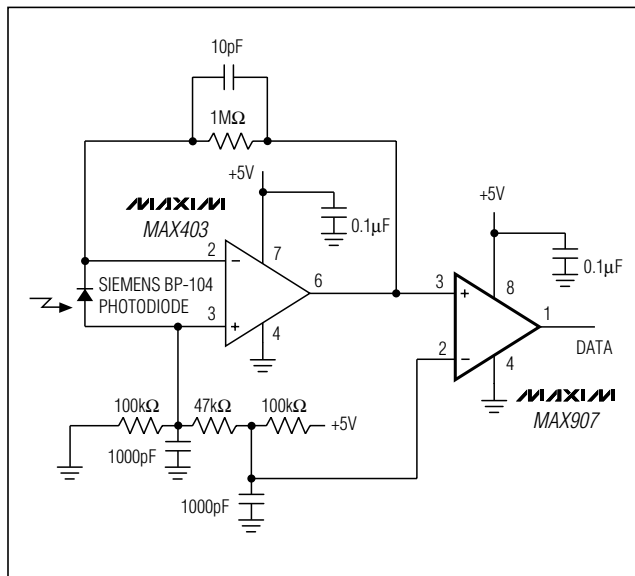 10pF
1MΩ
+5V
+5V
MAXIM
MAX403
0.1μF
0.1μF
2
−
7
8
SIEMENS BP-104
PHOTODIODE
6
3
+
1
3
+
4
2
−
4
DATA
MAXIM
MAX907
100kΩ
47kΩ
100kΩ
+5V
1000pF
1000pF